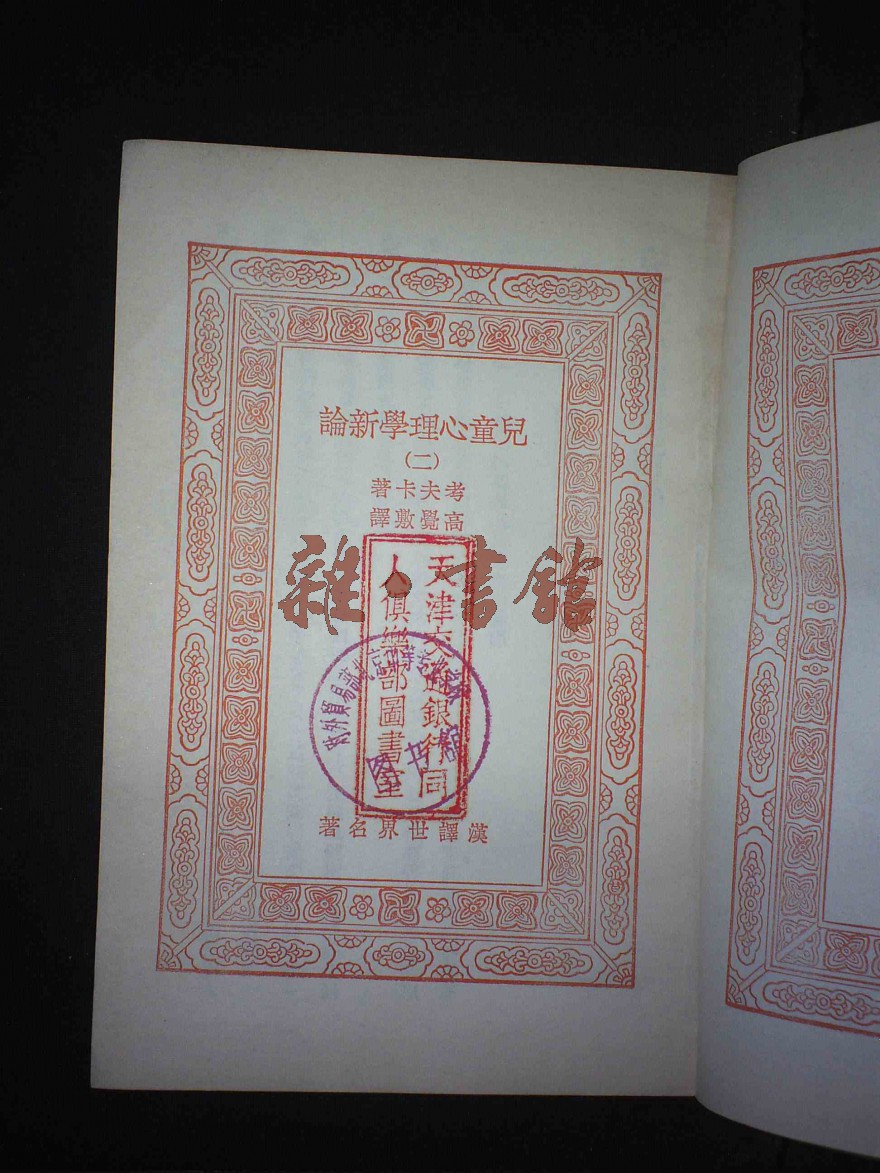 兒童心理學新論
(二)
考夫卡著
高覺敷譯
天津交通銀行同
人俱樂部圖書室
漢譯世界名著
雜·書館